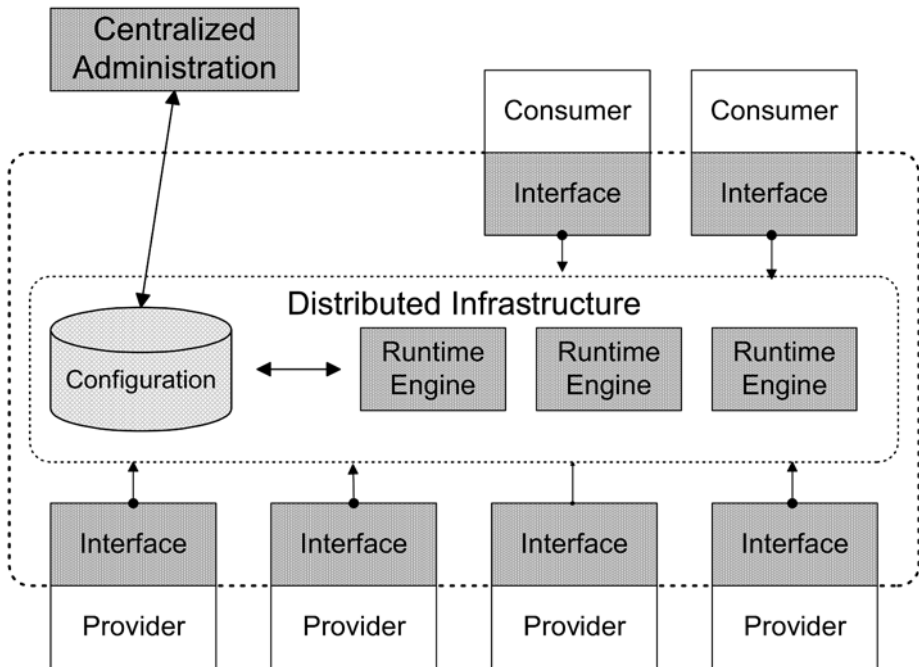 Centralized
Administration
Consumer
Consumer
Interface
Interface
Distributed Infrastructure
Configuration
Runtime
Engine
Runtime
Engine
Runtime
Engine
Interface
Interface
Interface
Interface
Provider
Provider
Provider
Provider